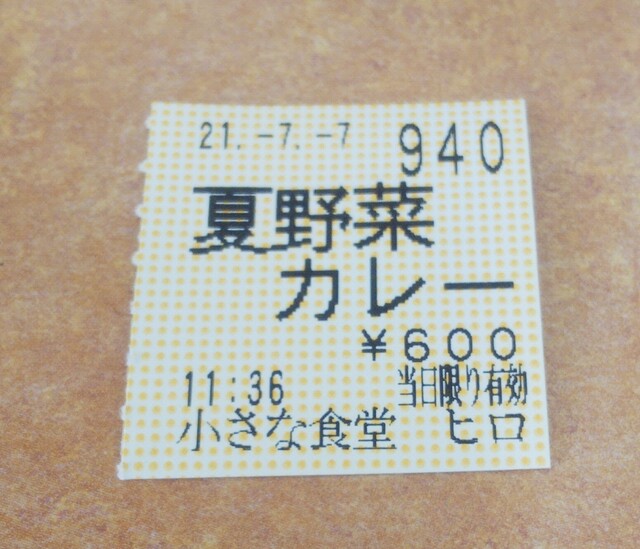 21.-7.-7 940
夏野菜
カレー
¥600
11:36 当日限り有効
小さな食堂 ヒロ